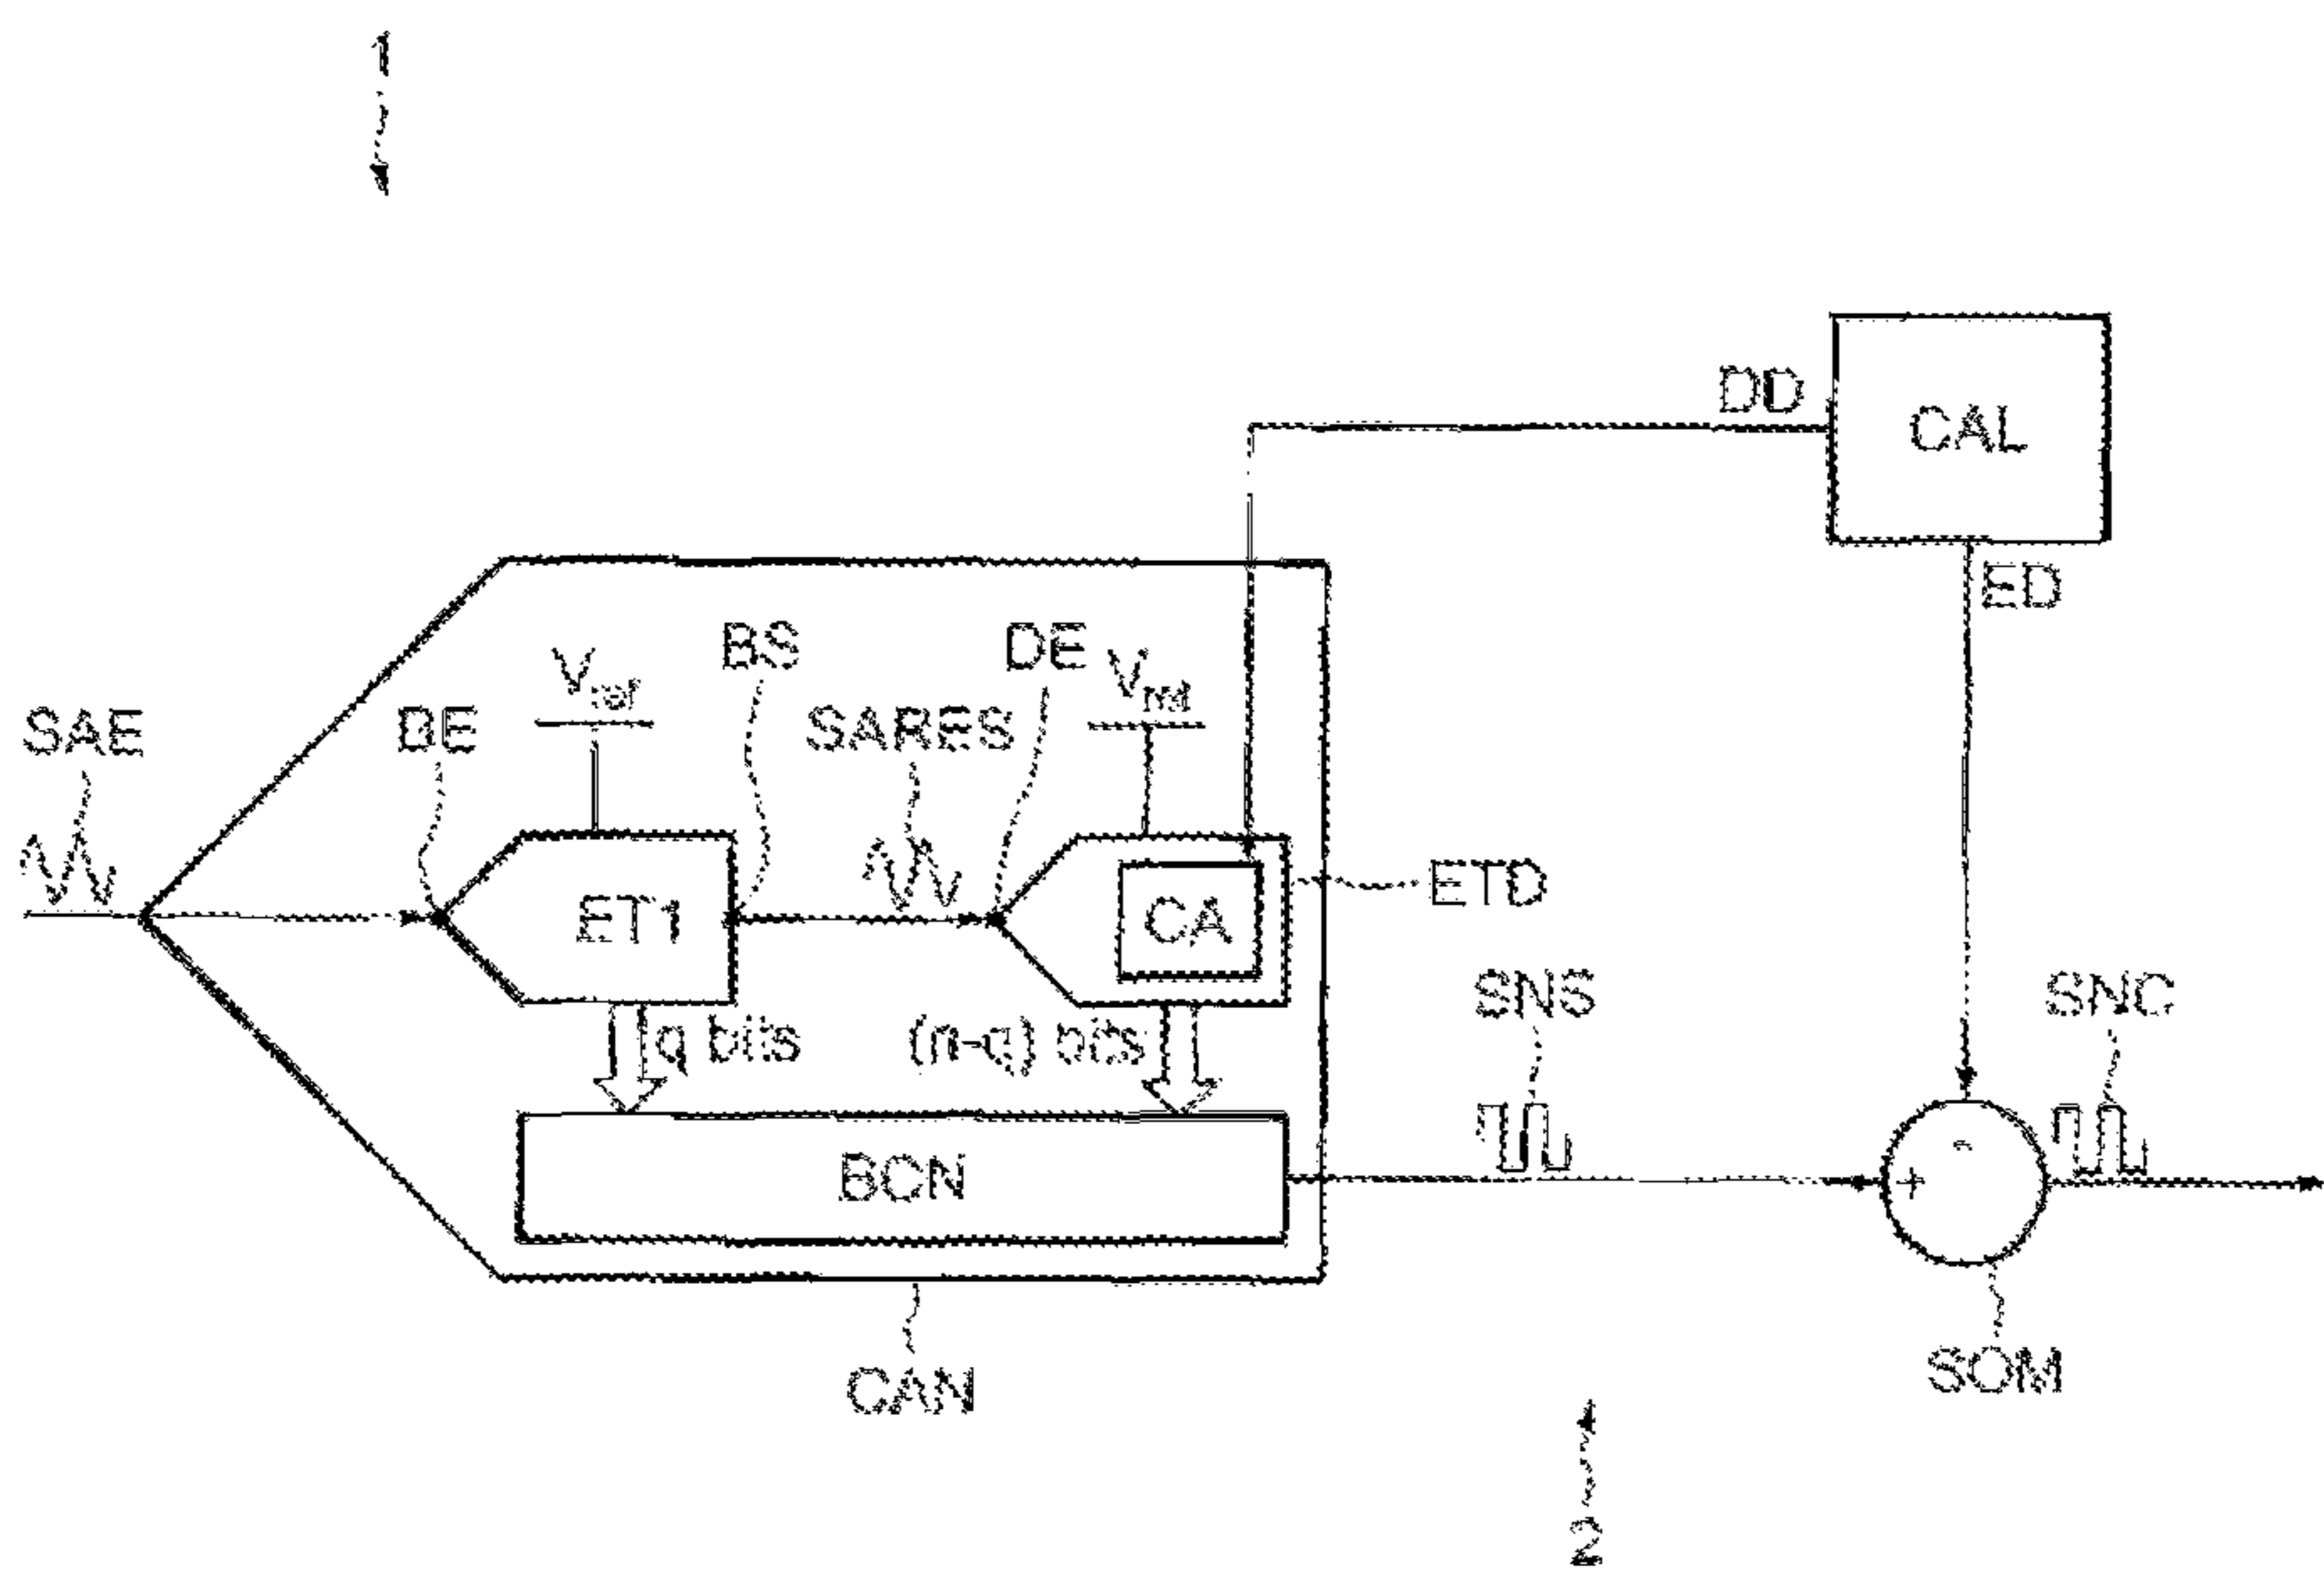 1
DD
CAL
ED
BS
DE
Vref
Vref
SAE
DE
SARES
ET1
CA
ETD
SNS
SNC
q bits
(n-q) bits
+
-
BCN
CAN
SOM
2